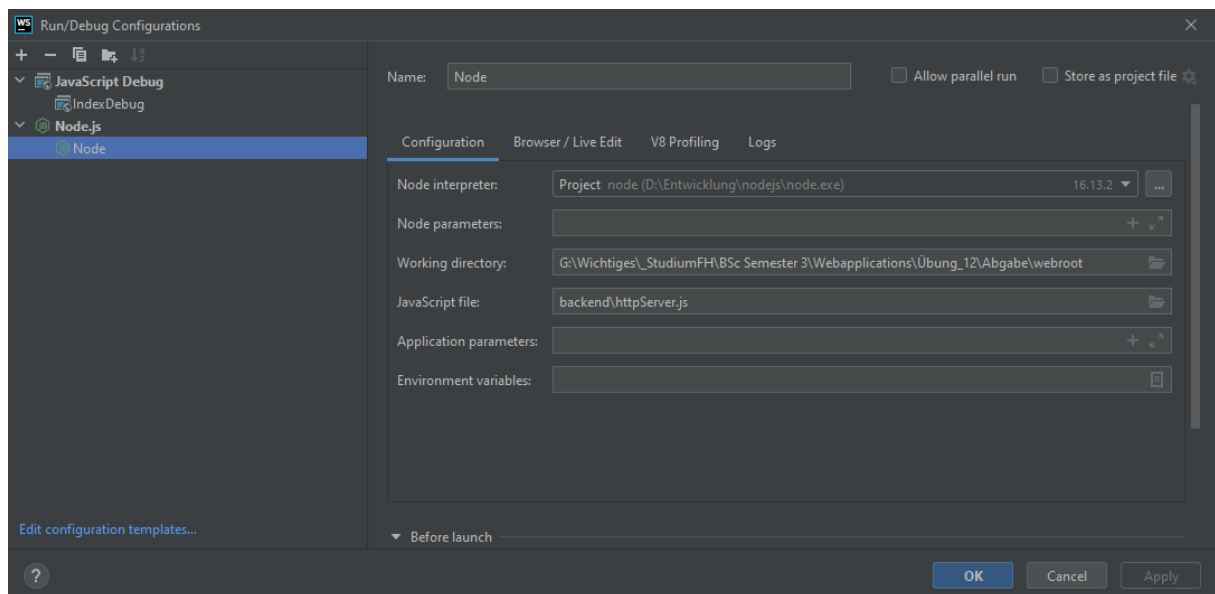 WS Run/Debug Configurations
JavaScript Debug
IndexDebug
Node.js
Node
Edit configuration templates...
Name: Node Allow parallel run Store as project file
Configuration Browser / Live Edit V8 Profiling Logs
Node interpreter: Project node (D:\Entwicklung\nodejs\node.exe) 16.13.2 ...
Node parameters:
Working directory: G:\Wichtiges\_StudiumFH\BSc Semester 3\Webapplications\Übung_12\Abgabe\webroot
JavaScript file: backend\httpServer.js
Application parameters:
Environment variables:
Before launch
? OK Cancel Apply